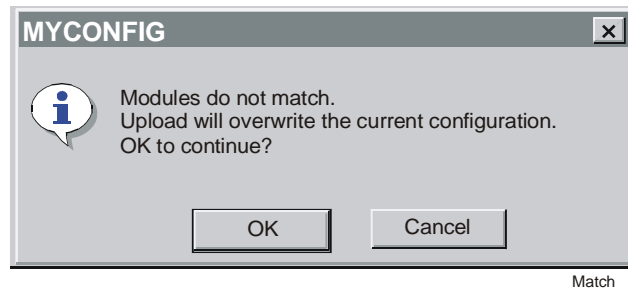 MYCONFIG
Modules do not match.
Upload will overwrite the current configuration.
OK to continue?
OK
Cancel
Match